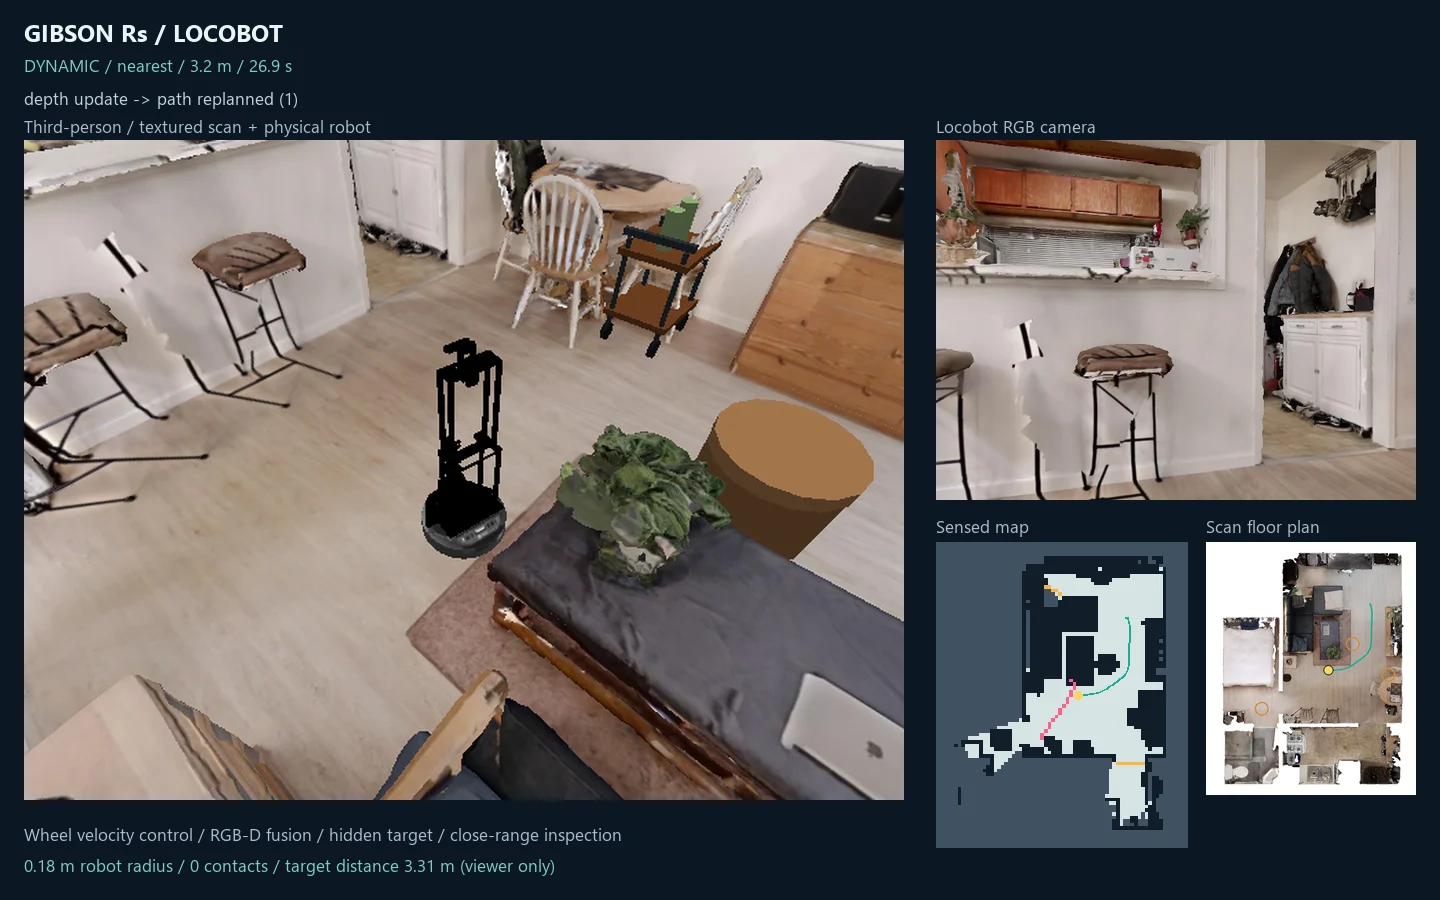 GIBSON Rs / LOCOBOT
DYNAMIC / nearest / 3.2 m / 26.9 s
depth update -> path replanned (1)
Third-person / textured scan + physical robot
Locobot RGB camera
Sensed map
Scan floor plan
Wheel velocity control / RGB-D fusion / hidden target / close-range inspection
0.18 m robot radius / 0 contacts / target distance 3.31 m (viewer only)